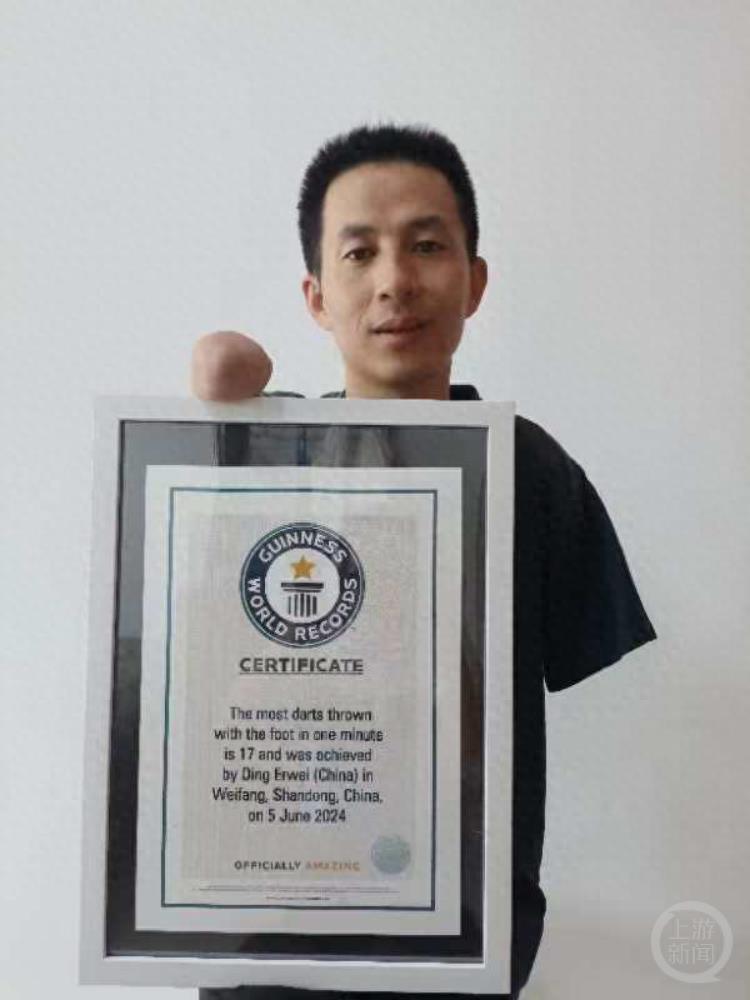 GUINNESS
WORLD RECORDS
CERTIFICATE
The most darts thrown
with the foot in one minute
is 17 and was achieved
by Ding Erwei (China) in
Weifang, Shandong, China,
on 5 June 2024
OFFICIALLY AMAZING
上游
新闻